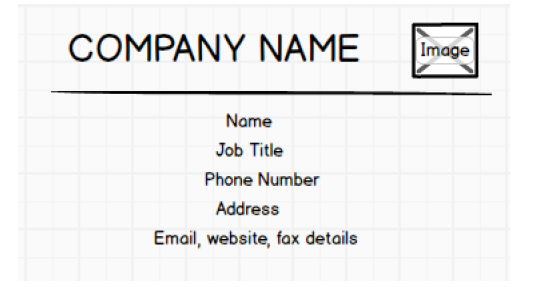 COMPANY NAME
Image
Name
Job Title
Phone Number
Address
Email, website, fax details